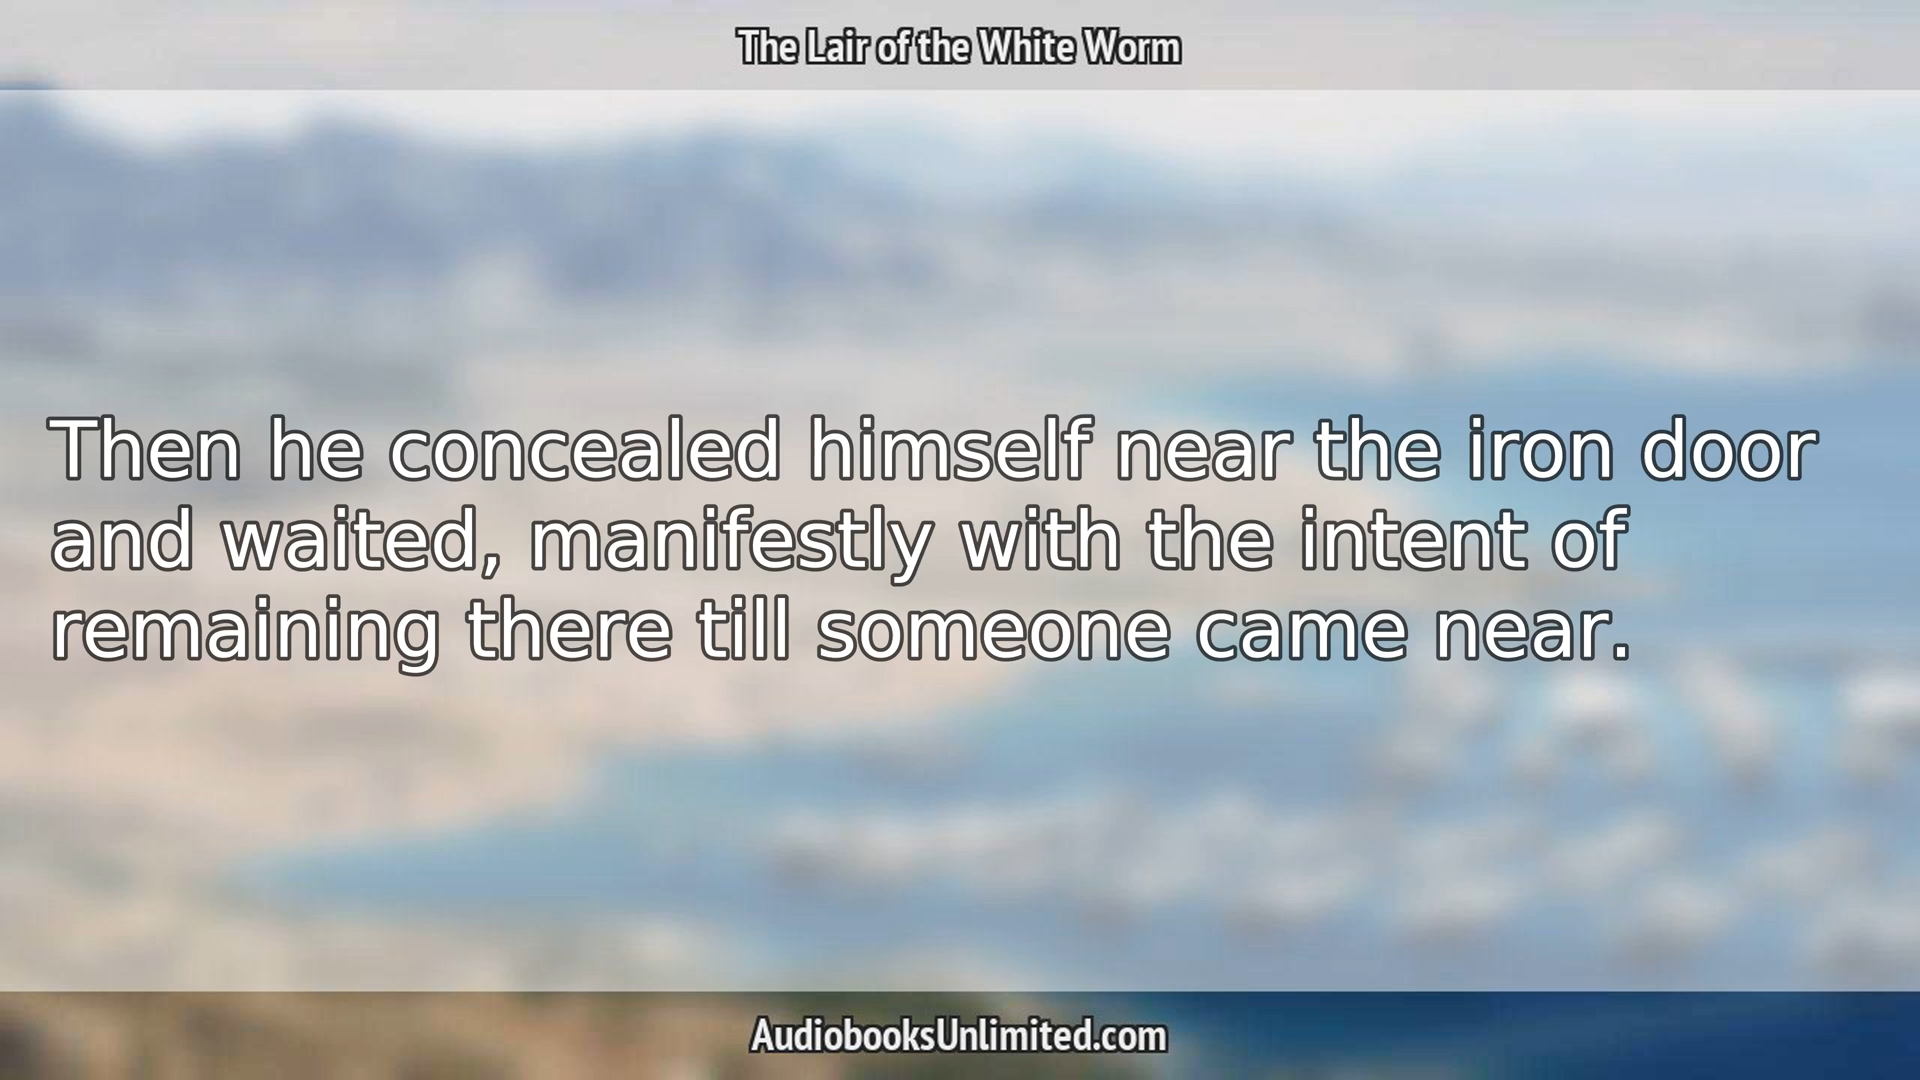 The Lair of the White Worm
Then he concealed himself near the iron door
and waited, manifestly with the intent of
remaining there till someone came near.
AudiobooksUnlimited.com